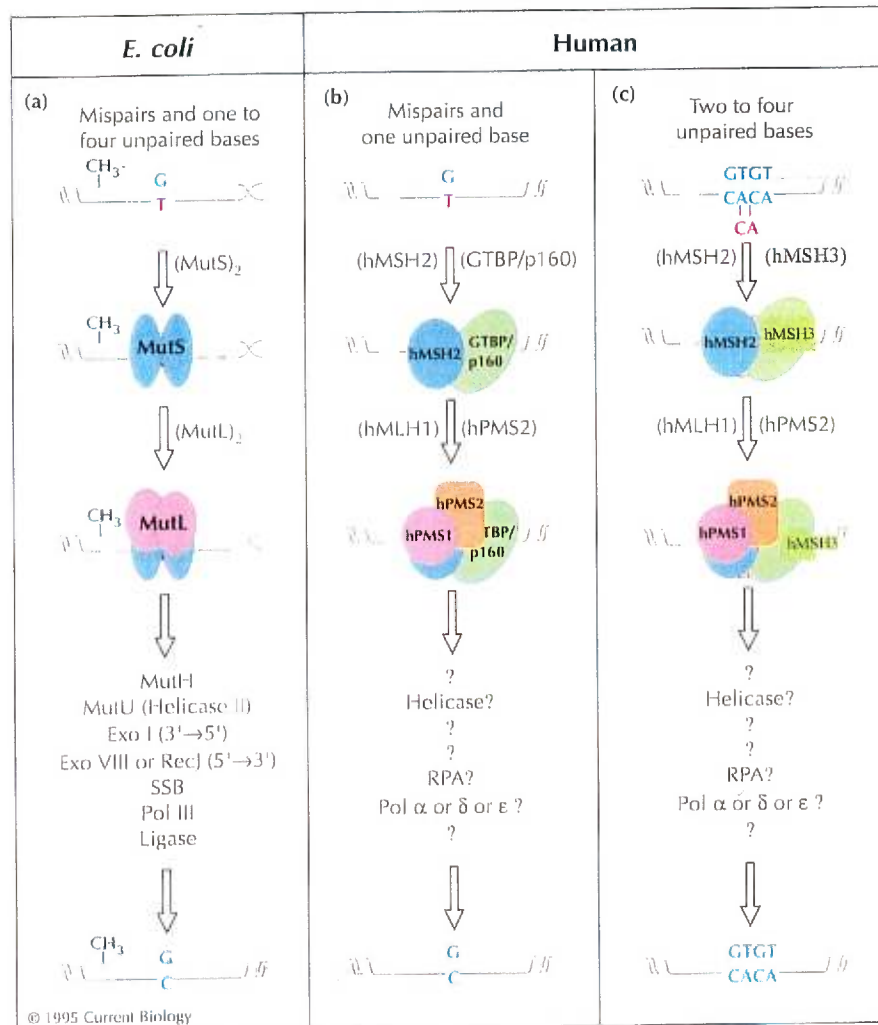 E. coli
Human
(a)
Mispairs and one to
four unpaired bases
CH3
G
T
(MutS)2
CH3
MutS
(MutL)2
CH3
MutL
MutH
MutU (Helicase II)
Exo I (3'→5')
Exo VIII or RecJ (5'→3')
SSB
Pol III
Ligase
CH3
G
C
© 1995 Current Biology
(b)
Mispairs and
one unpaired base
G
T
(hMSH2) (GTBP/p160)
hMSH2
GTBP/
p160
(hMLH1) (hPMS2)
hPMS2
hPMS1
TBP/
p160
?
Helicase?
?
?
RPA?
Pol α or δ or ε ?
?
G
C
(c)
Two to four
unpaired bases
GTGT
CACA
CA
(hMSH2) (hMSH3)
hMSH2
hMSH3
(hMLH1) (hPMS2)
hPMS2
hPMS1
hMSH3
?
Helicase?
?
?
RPA?
Pol α or δ or ε ?
?
GTGT
CACA